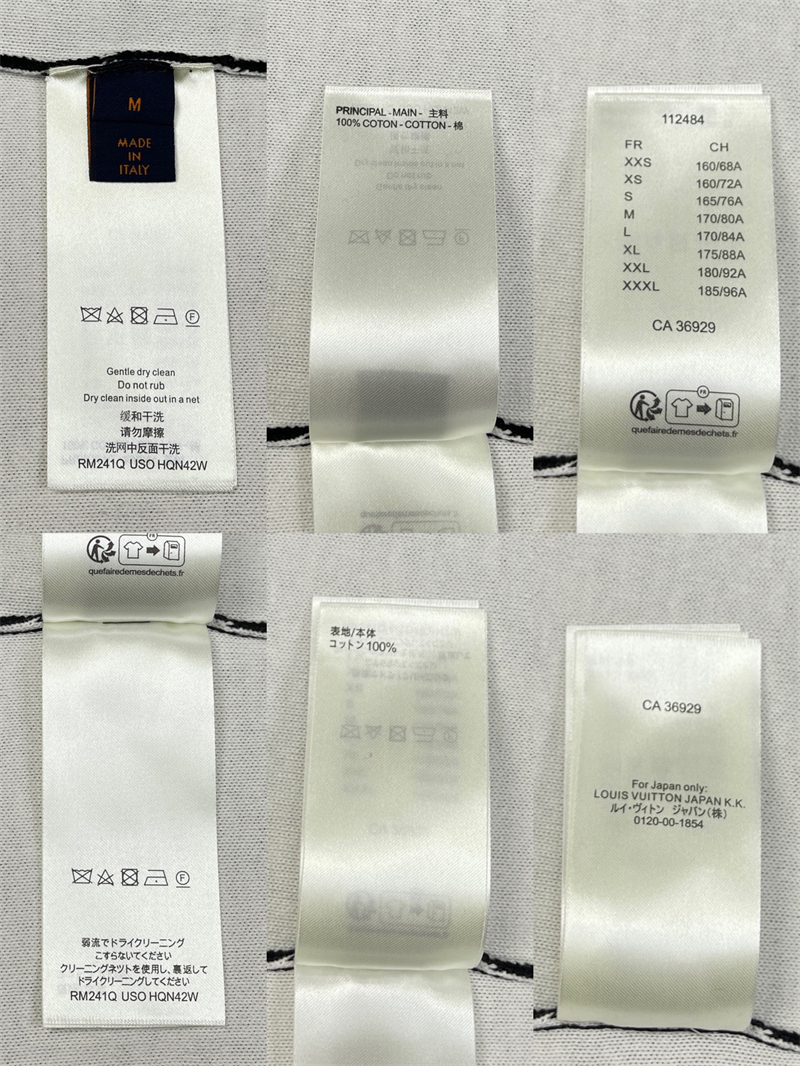 M
MADE
IN
ITALY
Gentle dry clean
Do not rub
Dry clean inside out in a net
缓和干洗
请勿摩擦
洗网中反面干洗
RM241Q USO HQN42W
PRINCIPAL - MAIN - 主料
100% COTON - COTTON - 棉
112484
FR CH
XXS 160/68A
XS 160/72A
S 165/76A
M 170/80A
L 170/84A
XL 175/88A
XXL 180/92A
XXXL 185/96A
CA 36929
FR
quefairedemesdechets.fr
FR
quefairedemesdechets.fr
弱流でドライクリーニング
こすらないでください
クリーニングネツトを使用し、裏返して
ドライクリーニングしてください
RM241Q USO HQN42W
表地/本体
コットン 100%
CA 36929
For Japan only:
LOUIS VUITTON JAPAN K.K.
ルイ・ヴィトン ジャパン(株)
0120-00-1854